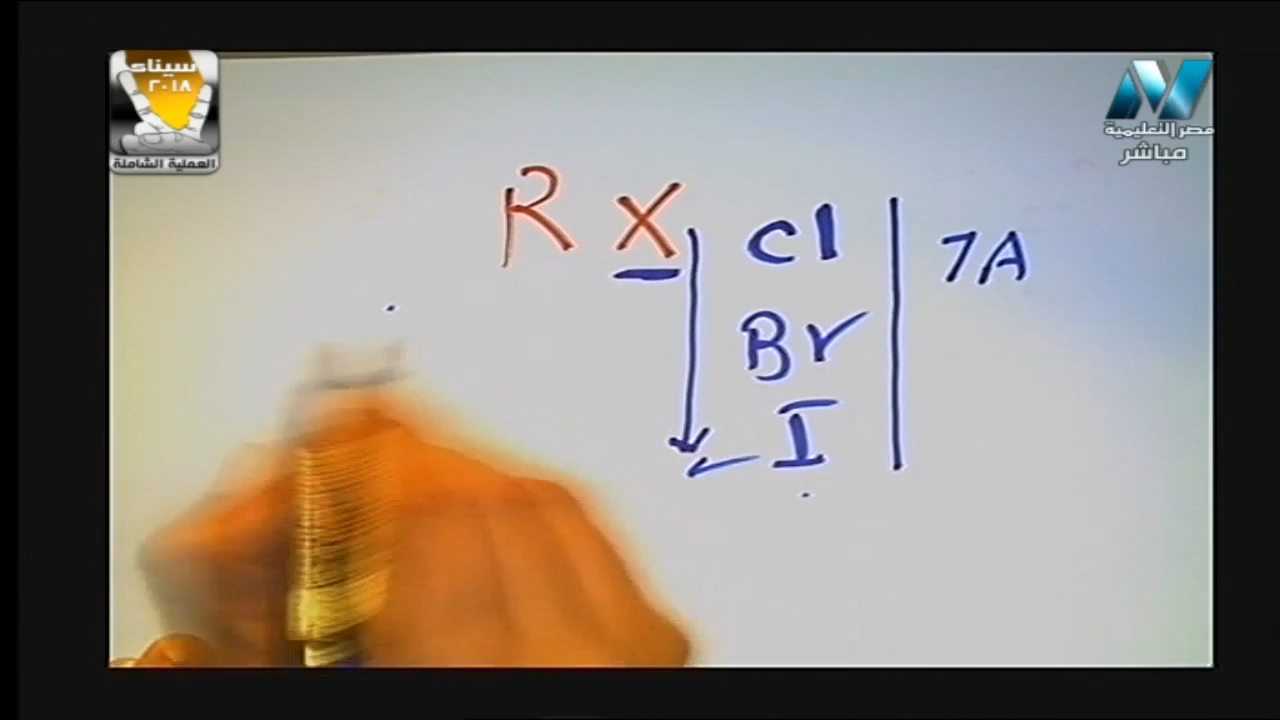 سيناء
٢٠١٨
العملية الشاملة
مصر التعليمية
مباشر
R X Cl 7A
Br
I